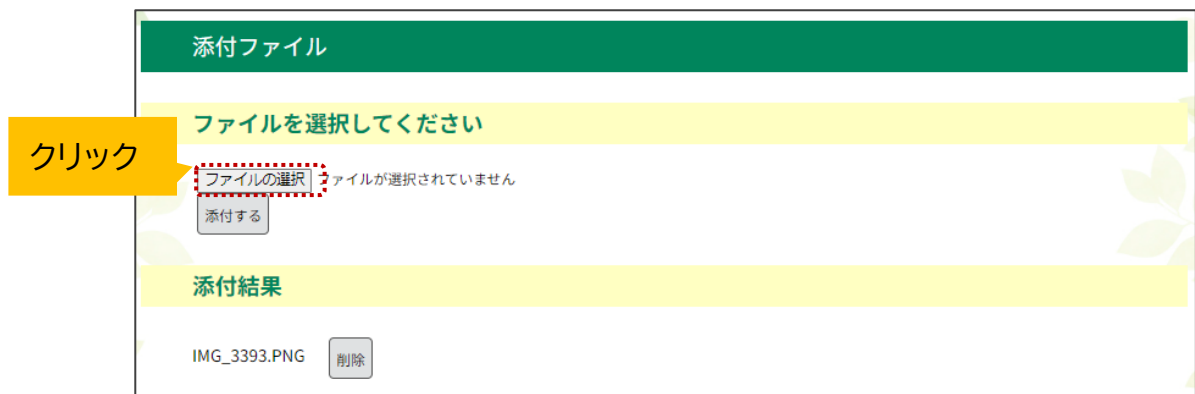 添付ファイル
ファイルを選択してください
クリック
ファイルの選択 ファイルが選択されていません
添付する
添付結果
IMG_3393.PNG 削除